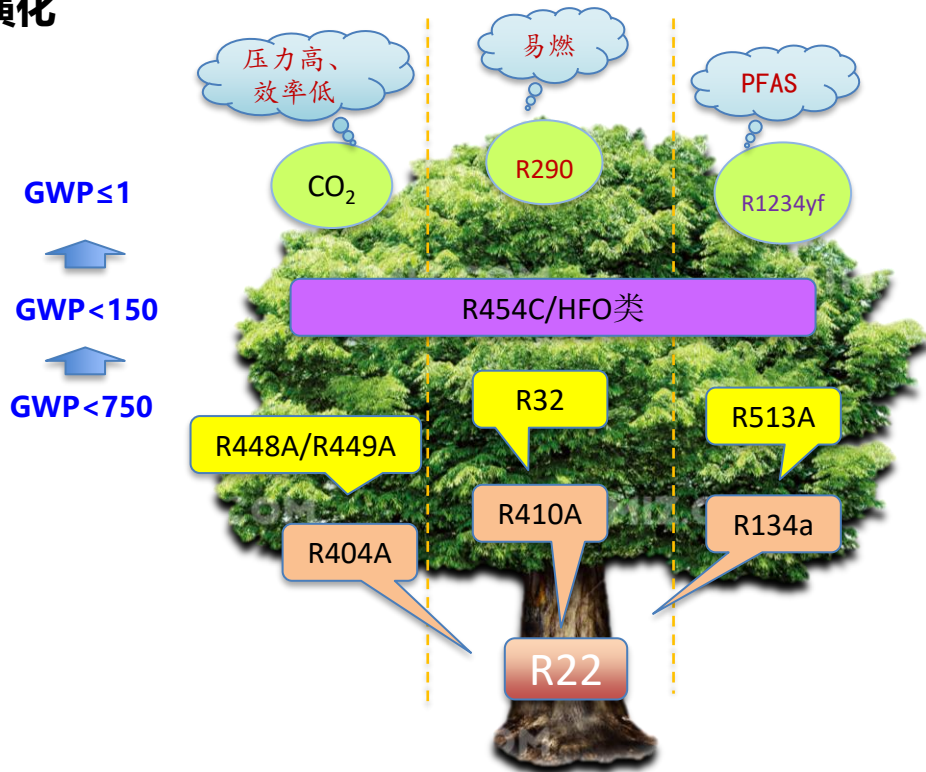 演化
压力高、
效率低
易燃
PFAS
CO₂
R290
R1234yf
GWP≤1
GWP<150
R454C/HFO类
GWP<750
R32
R513A
R448A/R449A
R410A
R134a
R404A
R22